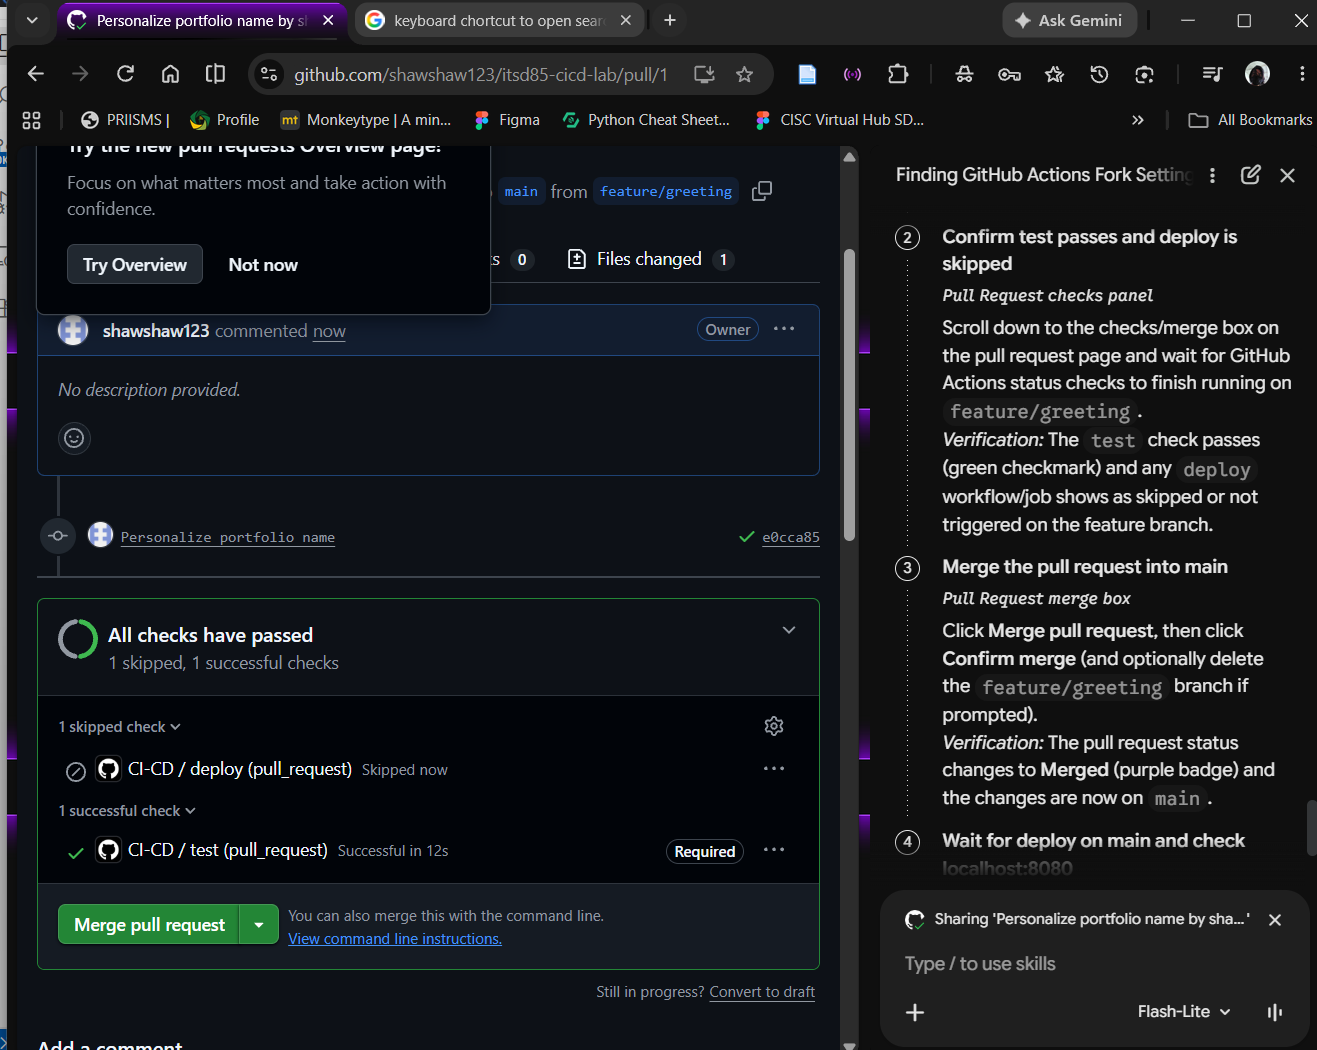 Personalize portfolio name by s
keyboard chortcut to open sear
Ask Gemini
github.com/shawshaw123/itsd85-cicd-lab/pull/1
PRIISMS |
Profile
mt
Monkeytype | A min...
Figma
Python Cheat Sheet...
CISC Virtual Hub SD...
»
All Bookmarks
Try the new pull requests Overview page!
Focus on what matters most and take action with
confidence.
Try Overview
Not now
main from feature/greeting
ts 0
Files changed 1
shawshaw123 commented now
Owner
No description provided.
Personalize portfolio name
e0cca85
All checks have passed
1 skipped, 1 successful checks
1 skipped check
CI-CD / deploy (pull_request) Skipped now
1 successful check
CI-CD / test (pull_request) Successful in 12s
Required
Merge pull request
You can also merge this with the command line.
View command line instructions.
Still in progress? Convert to draft
Add a comment
Finding GitHub Actions Fork Setting
2
Confirm test passes and deploy is
skipped
Pull Request checks panel
Scroll down to the checks/merge box on
the pull request page and wait for GitHub
Actions status checks to finish running on
feature/greeting .
Verification: The test check passes
(green checkmark) and any deploy
workflow/job shows as skipped or not
triggered on the feature branch.
3
Merge the pull request into main
Pull Request merge box
Click Merge pull request, then click
Confirm merge (and optionally delete
the feature/greeting branch if
prompted).
Verification: The pull request status
changes to Merged (purple badge) and
the changes are now on main .
4
Wait for deploy on main and check
localhost:8080
Sharing 'Personalize portfolio name by sha...'
Type / to use skills
Flash-Lite